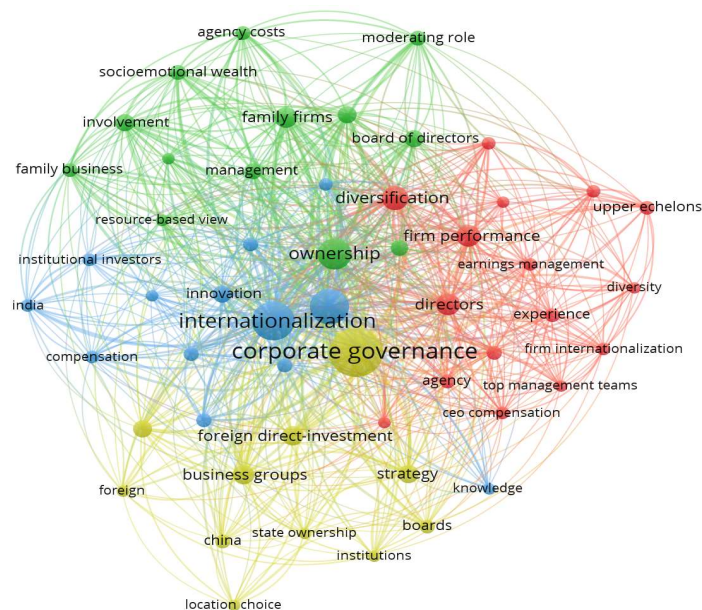 agency costs
moderating role
socioemotional wealth
family firms
involvement
board of directors
family business
management
diversification
upper echelons
resource-based view
firm performance
ownership
institutional investors
earnings management
diversity
innovation
india
directors
experience
internationalization
firm internationalization
corporate governance
compensation
agency
top management teams
ceo compensation
foreign direct-investment
business groups
strategy
knowledge
foreign
boards
state ownership
china
institutions
location choice